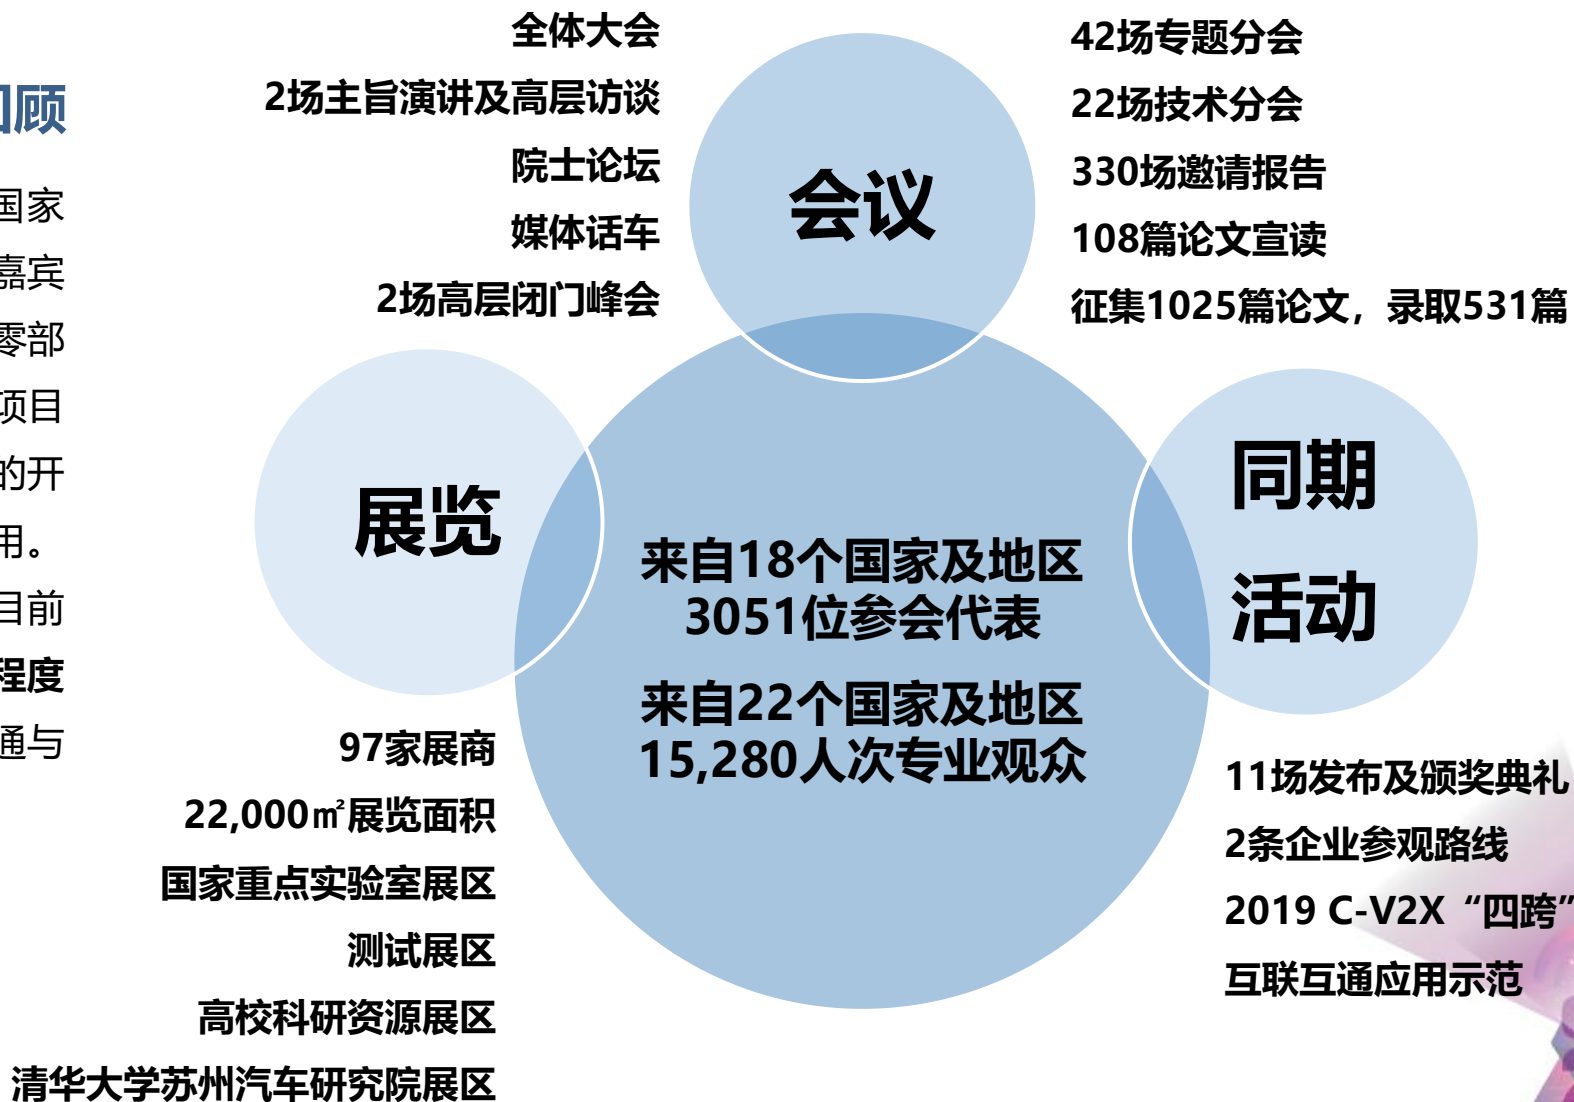 回顾
国家
嘉宾
零部
项目
的开
用。
目前
程度
通与
全体大会
2场主旨演讲及高层访谈
院士论坛
媒体话车
2场高层闭门峰会
会议
42场专题分会
22场技术分会
330场邀请报告
108篇论文宣读
征集1025篇论文，录取531篇
展览
97家展商
22,000㎡展览面积
国家重点实验室展区
测试展区
高校科研资源展区
清华大学苏州汽车研究院展区
来自18个国家及地区
3051位参会代表
来自22个国家及地区
15,280人次专业观众
同期
活动
11场发布及颁奖典礼
2条企业参观路线
2019 C-V2X“四跨”
互联互通应用示范